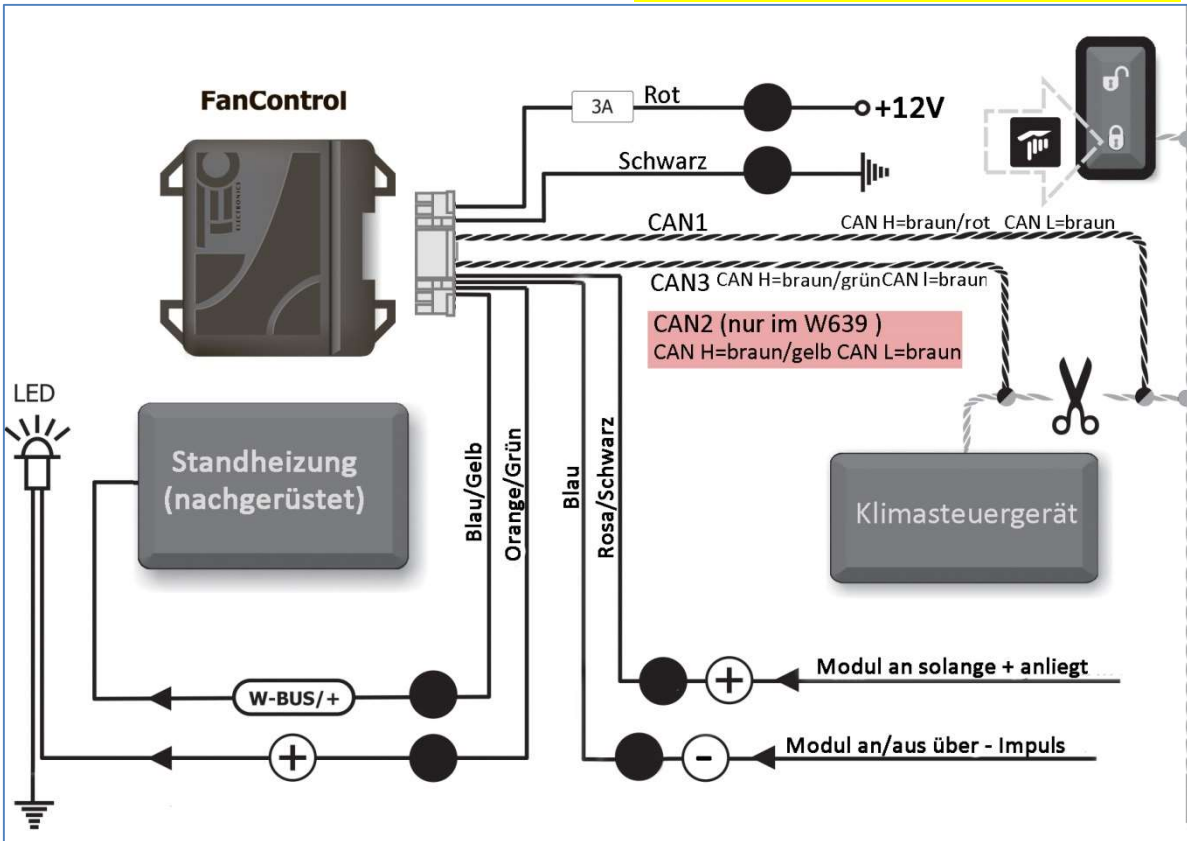 FanControl
3A
Rot
+12V
Schwarz
CAN1
CAN H=braun/rot CAN L=braun
CAN3 CAN H=braun/grünCAN l=braun
CAN2 (nur im W639 )
CAN H=braun/gelb CAN L=braun
TEC
ELECTRONICS
LED
Standheizung
(nachgerüstet)
Blau/Gelb
Orange/Grün
Blau
Rosa/Schwarz
Klimasteuergerät
W-BUS/+
+
Modul an solange + anliegt
-
Modul an/aus über - Impuls
+